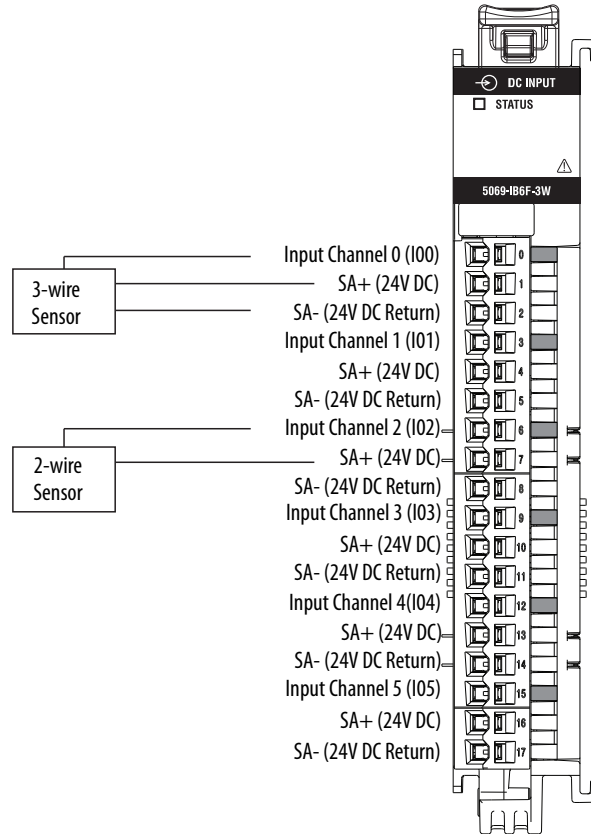 DC INPUT
STATUS
5069-IB6F-3W
Input Channel 0 (I00) 0
SA+ (24V DC) 1
3-wire
Sensor
SA- (24V DC Return) 2
Input Channel 1 (I01) 3
SA+ (24V DC) 4
SA- (24V DC Return) 5
Input Channel 2 (I02) 6
SA+ (24V DC) 7
2-wire
Sensor
SA- (24V DC Return) 8
Input Channel 3 (I03) 9
SA+ (24V DC) 10
SA- (24V DC Return) 11
Input Channel 4(I04) 12
SA+ (24V DC) 13
SA- (24V DC Return) 14
Input Channel 5 (I05) 15
SA+ (24V DC) 16
SA- (24V DC Return) 17